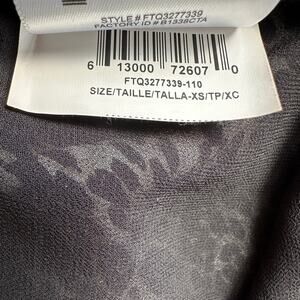 STYLE # FTQ3277339
FACTORY ID # B1338CTA
6 13000 72607 0
FTQ3277339-110
SIZE/TAILLE/TALLA-XS/TP/XC